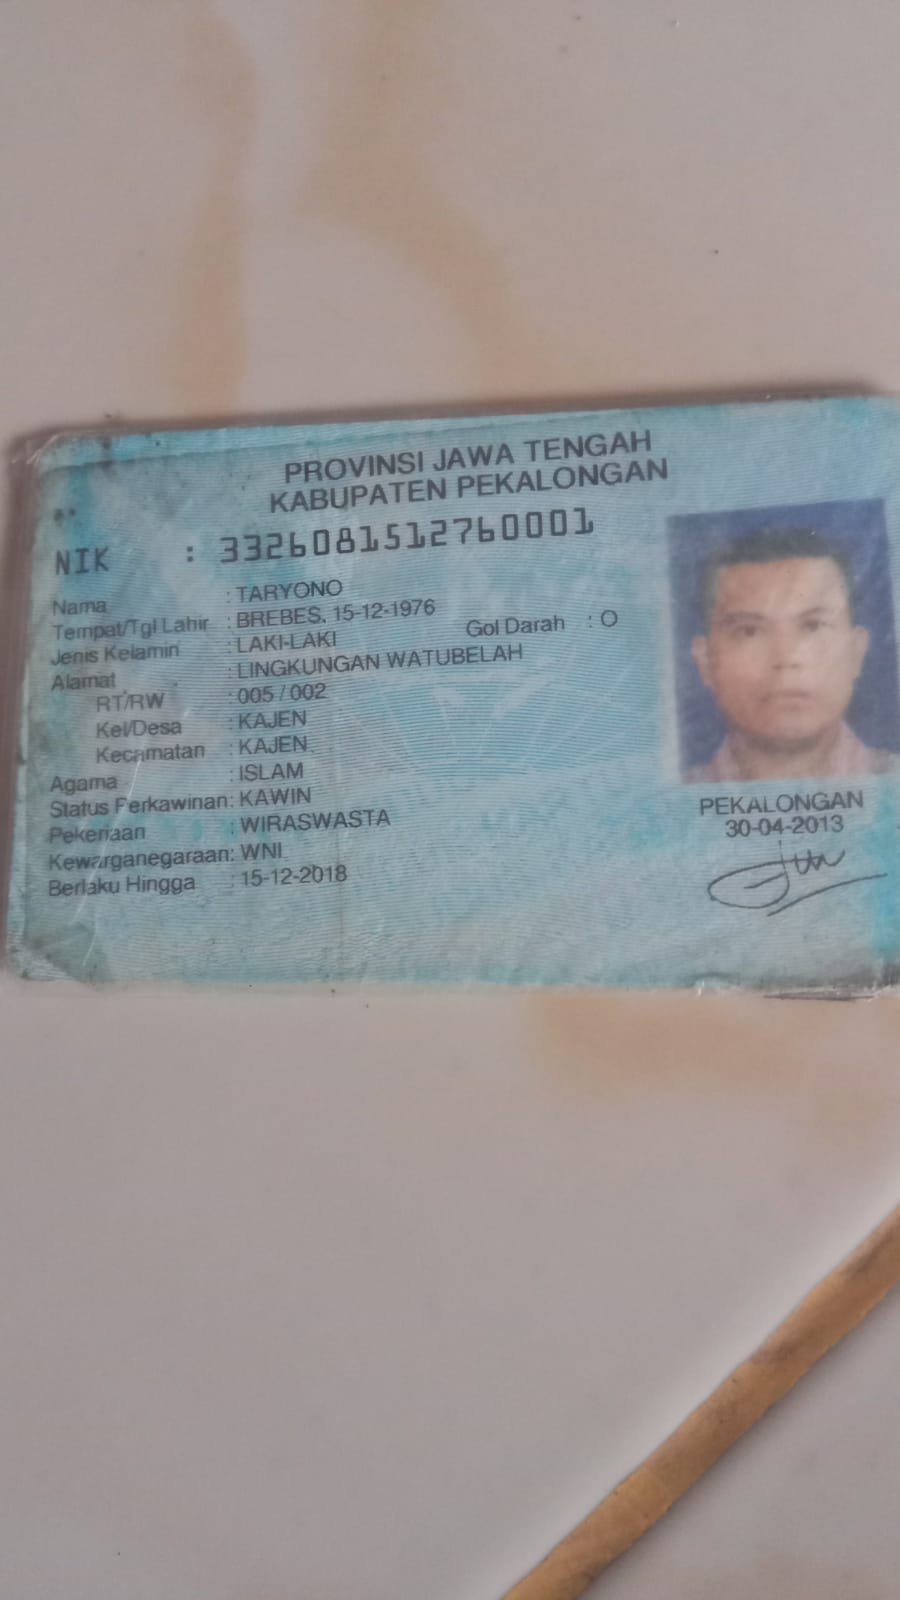 PROVINSI JAWA TENGAH
KABUPATEN PEKALONGAN
NIK : 3326081512760001
Nama : TARYONO
Tempat/Tgl Lahir : BREBES, 15-12-1976
Jenis Kelamin : LAKI-LAKI Gol Darah : O
Alamat : LINGKUNGAN WATUBELAH
RT/RW : 005 / 002
Kel/Desa : KAJEN
Kecamatan : KAJEN
Agama : ISLAM
Status Perkawinan: KAWIN
Pekerjaan : WIRASWASTA
Kewarganegaraan: WNI
Berlaku Hingga : 15-12-2018
PEKALONGAN
30-04-2013